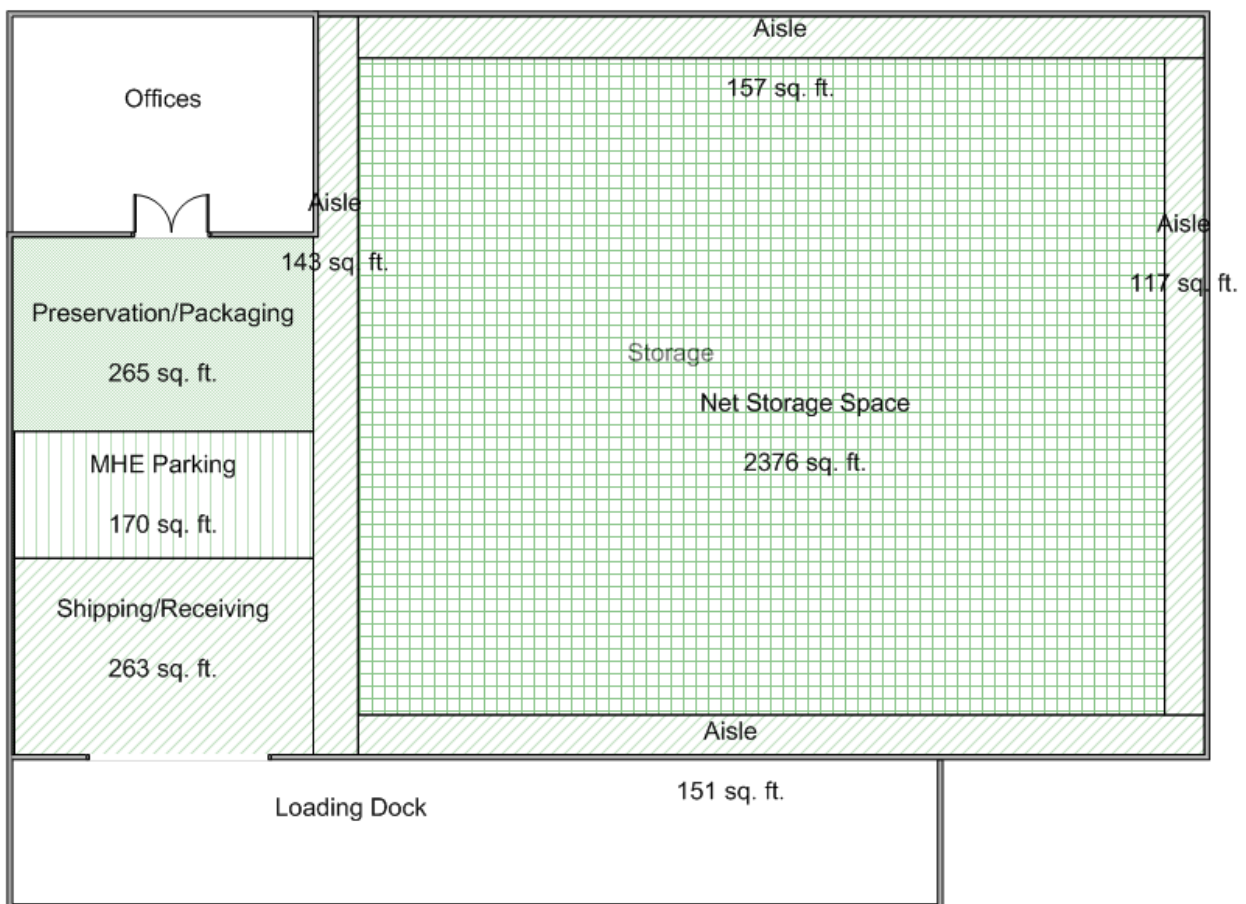 Aisle
157 sq. ft.
Offices
Aisle
143 sq. ft.
Aisle
117 sq. ft.
Preservation/Packaging
265 sq. ft.
Storage
Net Storage Space
2376 sq. ft.
MHE Parking
170 sq. ft.
Shipping/Receiving
263 sq. ft.
Aisle
151 sq. ft.
Loading Dock